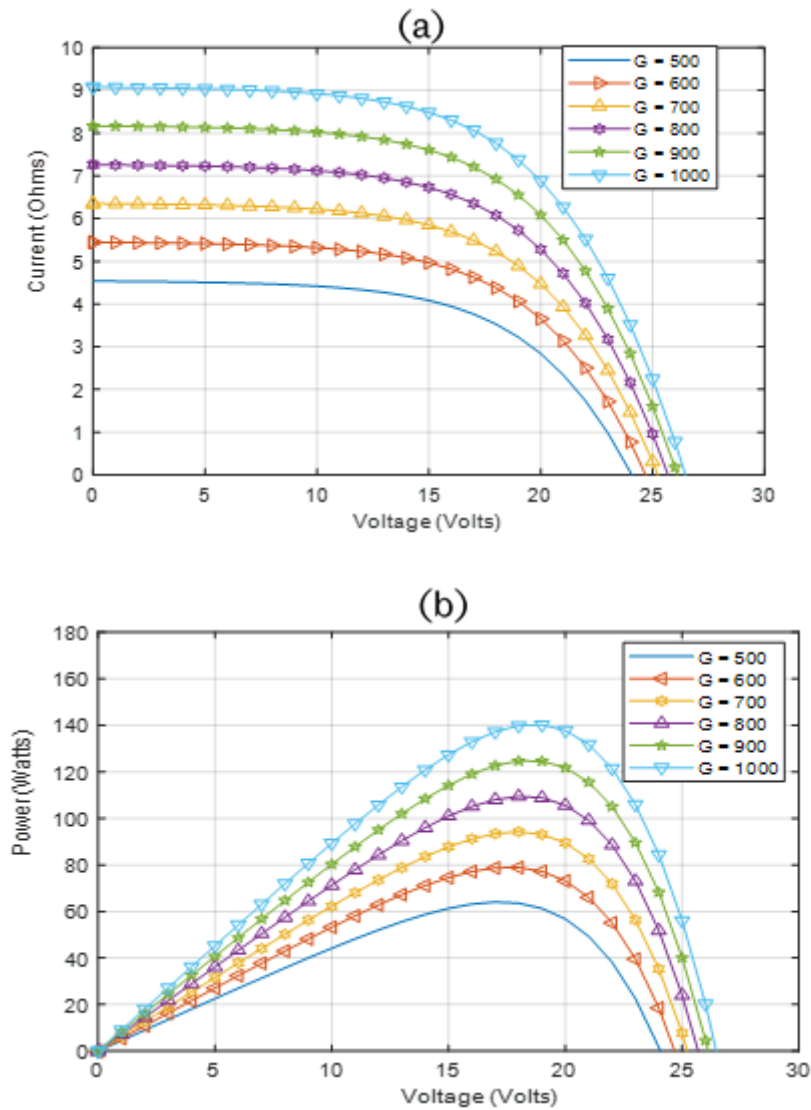 (a)
10
9
8
7
6
5
4
3
2
1
0
Current (Ohms)
G = 500
G = 600
G = 700
G = 800
G = 900
G = 1000
0 5 10 15 20 25 30
Voltage (Volts)
(b)
180
160
140
120
100
80
60
40
20
0
Power (Watts)
G = 500
G = 600
G = 700
G = 800
G = 900
G = 1000
0 5 10 15 20 25 30
Voltage (Volts)